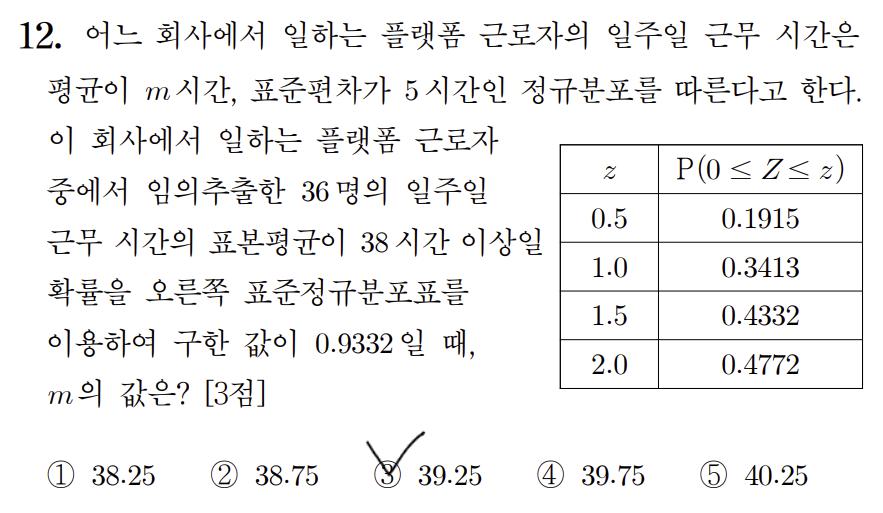 12. 어느 회사에서 일하는 플랫폼 근로자의 일주일 근무 시간은
평균이 m시간, 표준편차가 5시간인 정규분포를 따른다고 한다.
이 회사에서 일하는 플랫폼 근로자
중에서 임의추출한 36명의 일주일
근무 시간의 표본평균이 38시간 이상일
확률을 오른쪽 표준정규분포표를
이용하여 구한 값이 0.9332일 때,
m의 값은? [3점]
z P(0 ≤ Z ≤ z)
0.5 0.1915
1.0 0.3413
1.5 0.4332
2.0 0.4772
① 38.25 ② 38.75 ③ 39.25 ④ 39.75 ⑤ 40.25